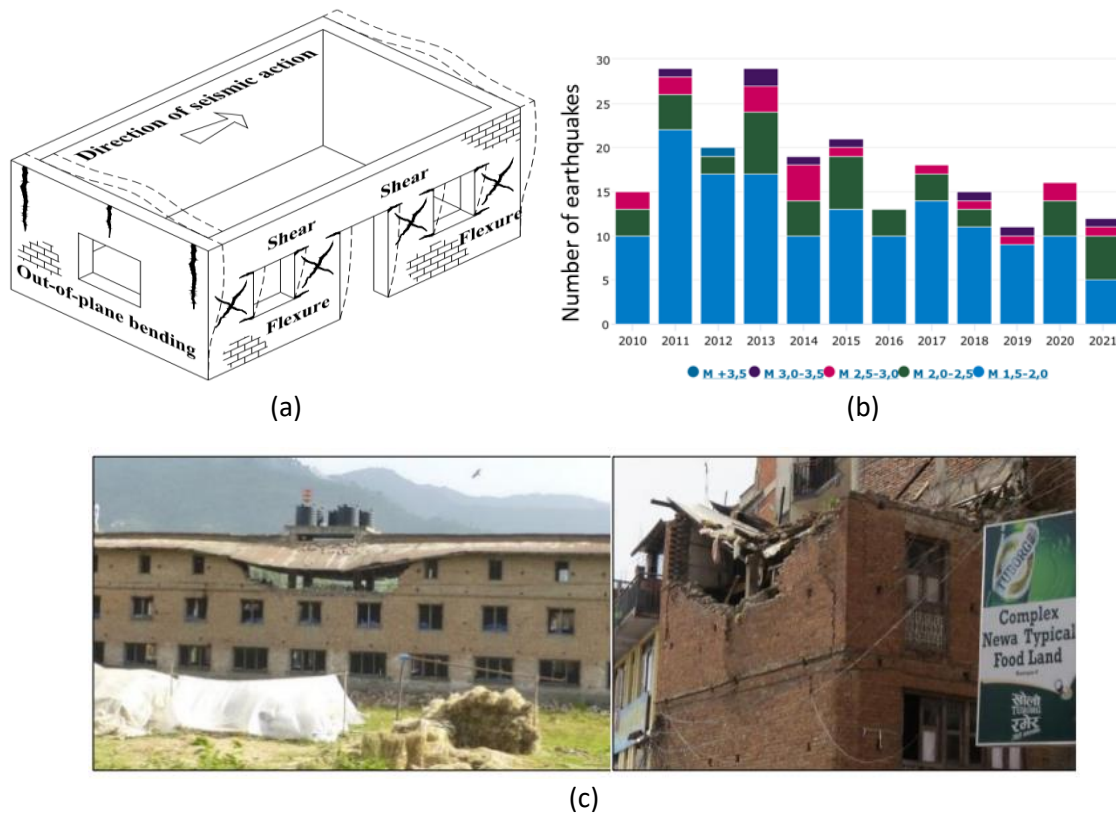 Direction of seismic action
Shear
Shear
Flexure
Out-of-plane bending
Flexure
(a)
Number of earthquakes
30
25
20
15
10
5
0
2010 2011 2012 2013 2014 2015 2016 2017 2018 2019 2020 2021
M +3,5 M 3,0-3,5 M 2,5-3,0 M 2,0-2,5 M 1,5-2,0
(b)
TUBORG
Complex
Newa Typical
Food Land
खोलौं
TUBORG
रमेर
(c)